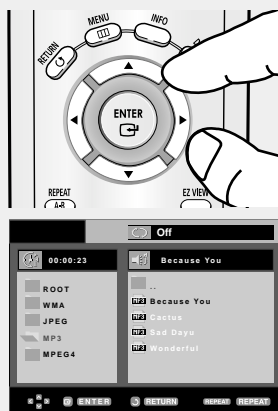 RETURN
MENU
INFO
ENTER
REPEAT
A-B
EZ VIEW
Off
00:00:23
Because You
ROOT
WMA
JPEG
MP3
MPEG4
..
MP3 Because You
MP3 Cactus
MP3 Sad Dayu
MP3 Wonderful
ENTER RETURN REPEAT REPEAT